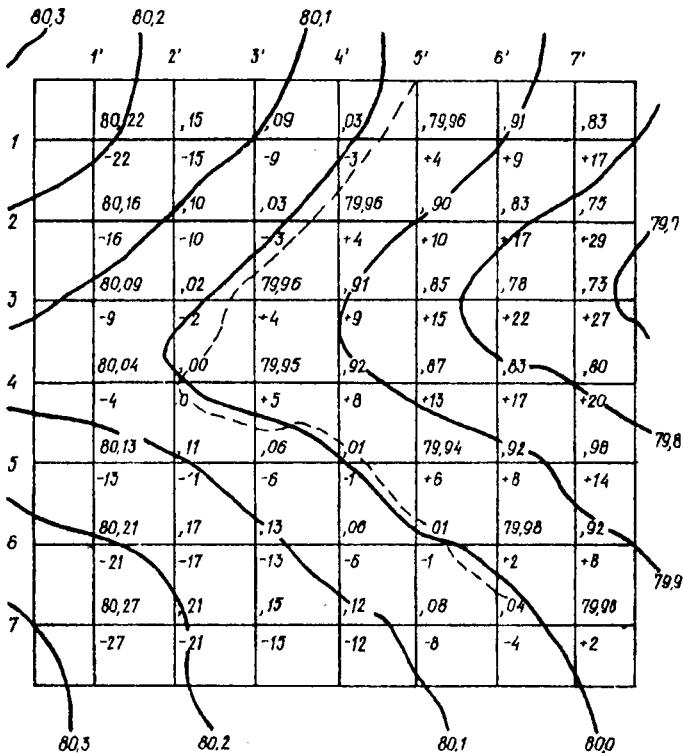 80,3 80,2 80,1
1' 2' 3' 4' 5' 6' 7'
80,22 ,15 ,09 ,03 ,79,96 ,91 ,83
1
-22 -15 -9 -3 +4 +9 +17
80,16 ,10 ,03 79,96 ,90 ,83 ,75
2
-16 -10 -3 +4 +10 +17 +29
79,7
80,09 ,02 79,96 ,91 ,85 ,78 ,73
3
-9 -2 +4 +9 +15 +22 +27
80,04 ,00 79,95 ,92 ,87 ,83 ,80
4
-4 0 +5 +8 +13 +17 +20
79,8
80,13 ,11 ,06 ,01 79,94 ,92 ,98
5
-13 -11 -6 -1 +6 +8 +14
80,21 ,17 ,13 ,06 ,01 79,98 ,92
6
-21 -17 -13 -6 -1 +2 +8
79,9
80,27 ,21 ,15 ,12 ,08 ,04 79,98
7
-27 -21 -15 -12 -8 -4 +2
80,3 80,2 80,1 80,0